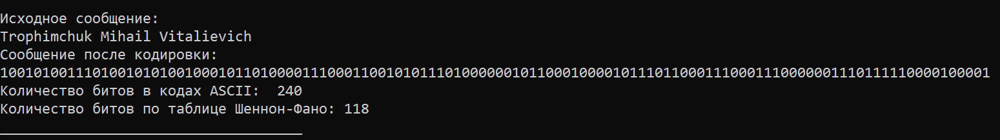 Исходное сообщение:
Trophimchuk Mihail Vitalievich
Сообщение после кодировки:
1001010011101001010100100010110100001110001100101011101000000101100010000101110110001110001110000001110111110000100001
Количество битов в кодах ASCII:  240
Количество битов по таблице Шеннон-Фано: 118